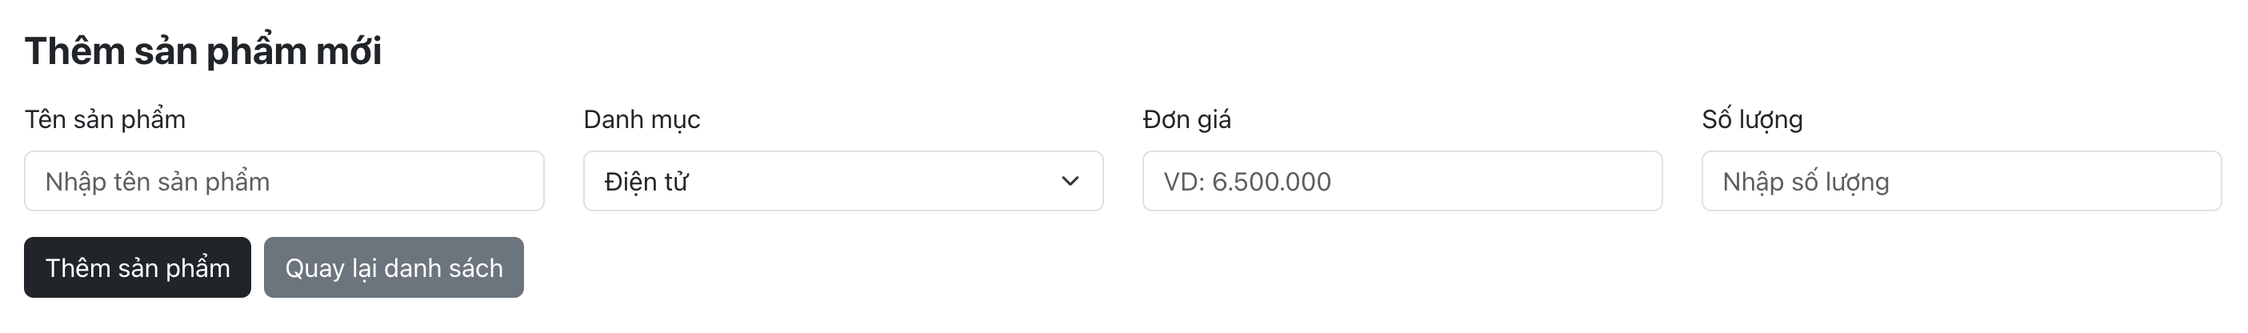 Thêm sản phẩm mới
Tên sản phẩm
Danh mục
Đơn giá
Số lượng
Nhập tên sản phẩm
Điện tử
VD: 6.500.000
Nhập số lượng
Thêm sản phẩm
Quay lại danh sách